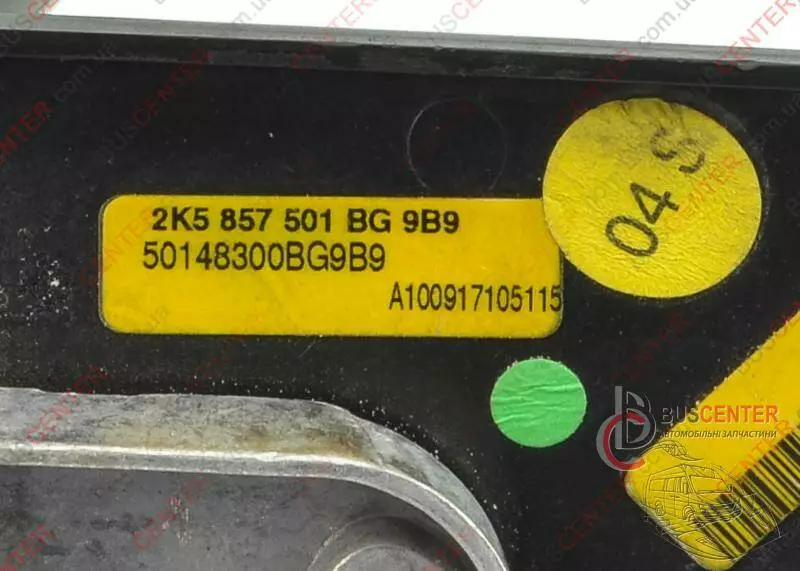 2K5 857 501 BG 9B9
50148300BG9B9
A100917105115
04 S
BUSCENTER
АВТОМОБІЛЬНІ ЗАПЧАСТИНИ